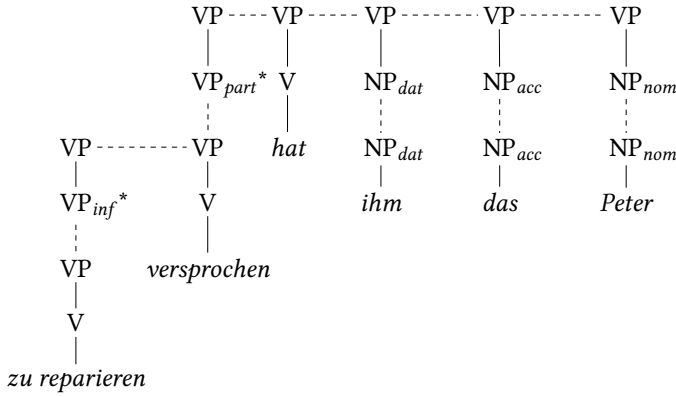 VP VP VP VP VP
VP_part* V NP_dat NP_acc NP_nom
VP VP hat NP_dat NP_acc NP_nom
VP_inf* V ihm das Peter
VP versprochen
V
zu reparieren